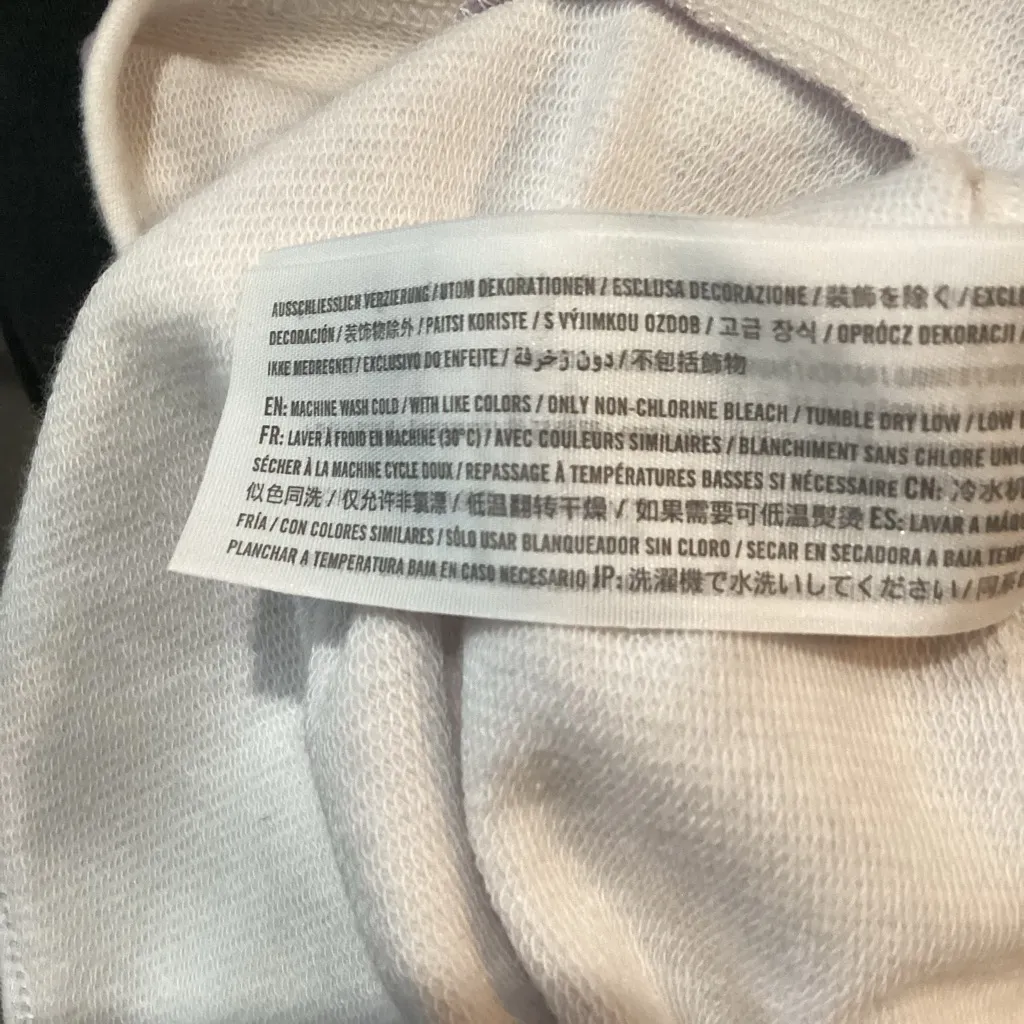 AUSSCHLIESSLICH VERZIERUNG / UTOM DEKORATIONEN / ESCLUSA DECORAZIONE / 装飾を除く / EXCLU
DECORACIÓN / 装饰物除外 / PAITSI KORISTE / S VÝJIMKOU OZDOB / 고급 장식 / OPRÓCZ DEKORACJI /
IKKE MEDREGNET / EXCLUSIVO DO ENFEITE / دون زخرفة / 不包括飾物
EN: MACHINE WASH COLD / WITH LIKE COLORS / ONLY NON-CHLORINE BLEACH / TUMBLE DRY LOW / LOW
FR: LAVER À FROID EN MACHINE (30°C) / AVEC COULEURS SIMILAIRES / BLANCHIMENT SANS CHLORE UNI
SÉCHER À LA MACHINE CYCLE DOUX / REPASSAGE À TEMPÉRATURES BASSES SI NÉCESSAIRE CN: 冷水机
似色同洗 / 仅允许非氯漂 / 低温翻转干燥 / 如果需要可低温熨烫 ES: LAVAR A MÁQ
FRÍA / CON COLORES SIMILARES / SÓLO USAR BLANQUEADOR SIN CLORO / SECAR EN SECADORA A BAJA TEMP
PLANCHAR A TEMPERATURA BAJA EN CASO NECESARIO JP: 洗濯機で水洗いしてください / 同系